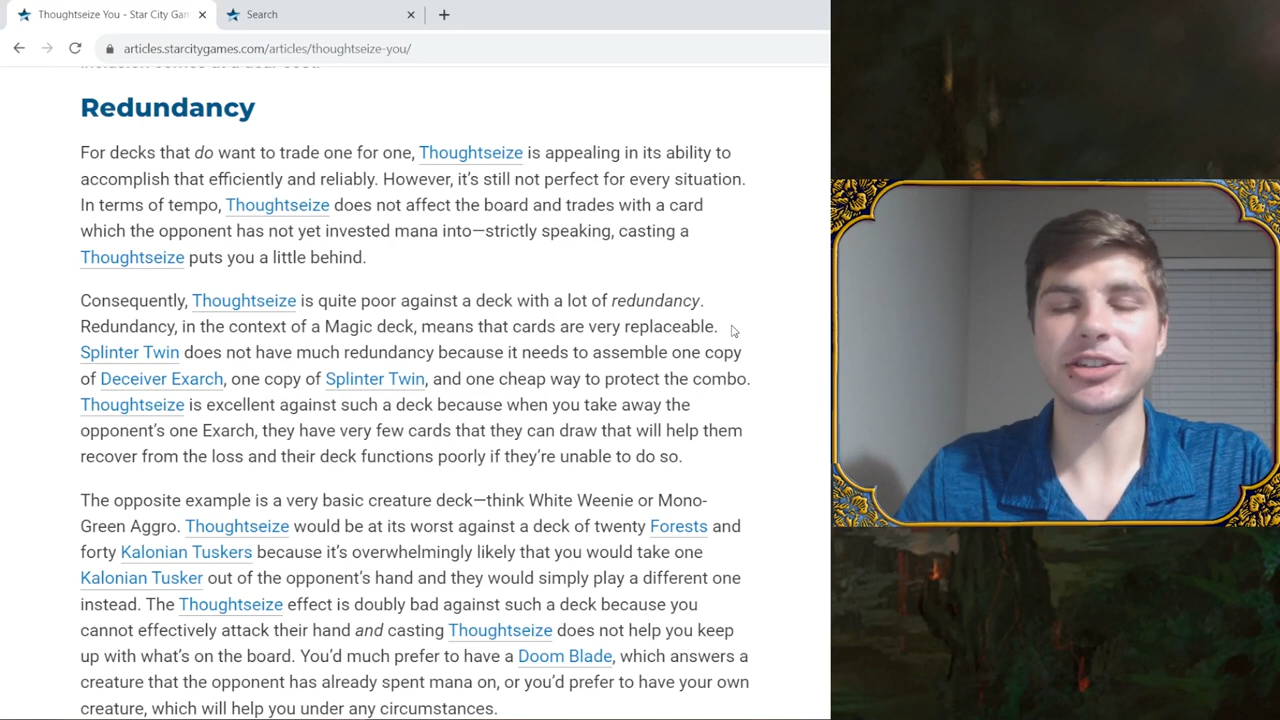 Thoughtseize You - Star City Gam
Search
articles.starcitygames.com/articles/thoughtseize-you/
Redundancy
For decks that do want to trade one for one, Thoughtseize is appealing in its ability to
accomplish that efficiently and reliably. However, it's still not perfect for every situation.
In terms of tempo, Thoughtseize does not affect the board and trades with a card
which the opponent has not yet invested mana into—strictly speaking, casting a
Thoughtseize puts you a little behind.
Consequently, Thoughtseize is quite poor against a deck with a lot of redundancy.
Redundancy, in the context of a Magic deck, means that cards are very replaceable.
Splinter Twin does not have much redundancy because it needs to assemble one copy
of Deceiver Exarch, one copy of Splinter Twin, and one cheap way to protect the combo.
Thoughtseize is excellent against such a deck because when you take away the
opponent's one Exarch, they have very few cards that they can draw that will help them
recover from the loss and their deck functions poorly if they're unable to do so.
The opposite example is a very basic creature deck—think White Weenie or Mono-
Green Aggro. Thoughtseize would be at its worst against a deck of twenty Forests and
forty Kalonian Tuskers because it's overwhelmingly likely that you would take one
Kalonian Tusker out of the opponent's hand and they would simply play a different one
instead. The Thoughtseize effect is doubly bad against such a deck because you
cannot effectively attack their hand and casting Thoughtseize does not help you keep
up with what's on the board. You'd much prefer to have a Doom Blade, which answers a
creature that the opponent has already spent mana on, or you'd prefer to have your own
creature, which will help you under any circumstances.